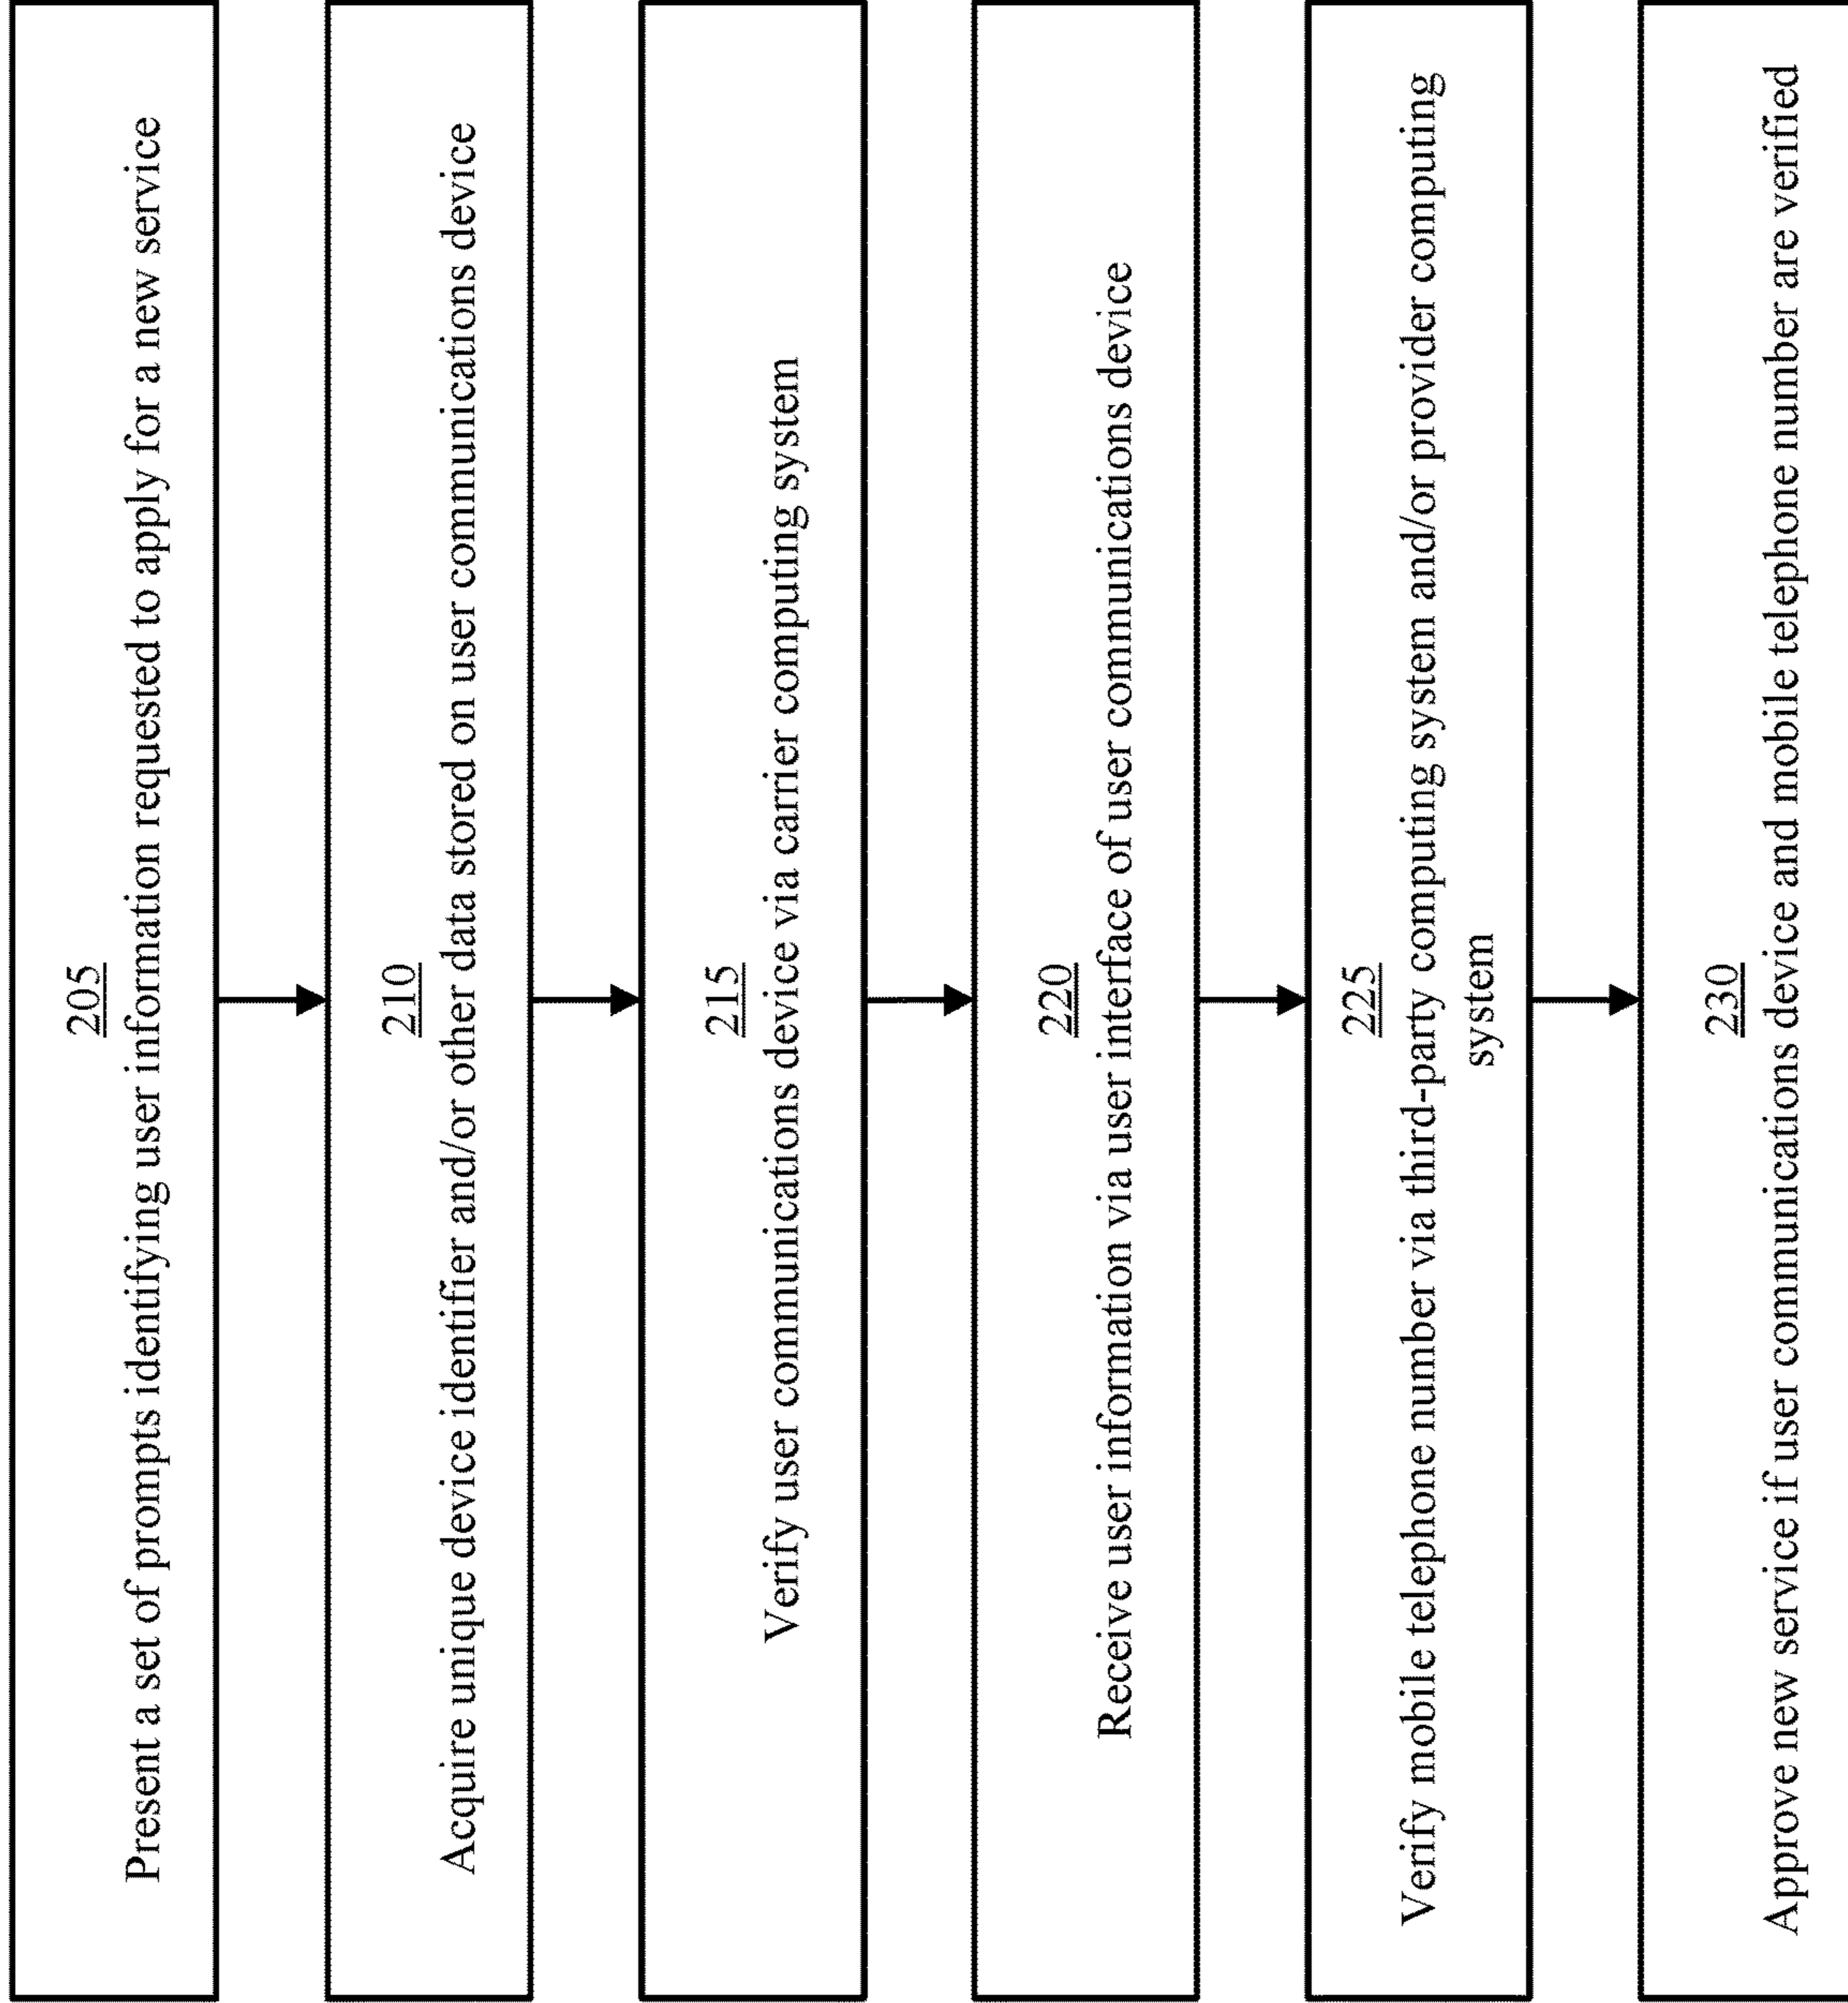 205
Present a set of prompts identifying user information requested to apply for a new service
210
Acquire unique device identifier and/or other data stored on user communications device
215
Verify user communications device via carrier computing system
220
Receive user information via user interface of user communications device
225
Verify mobile telephone number via third-party computing system and/or provider computing
system
230
Approve new service if user communications device and mobile telephone number are verified